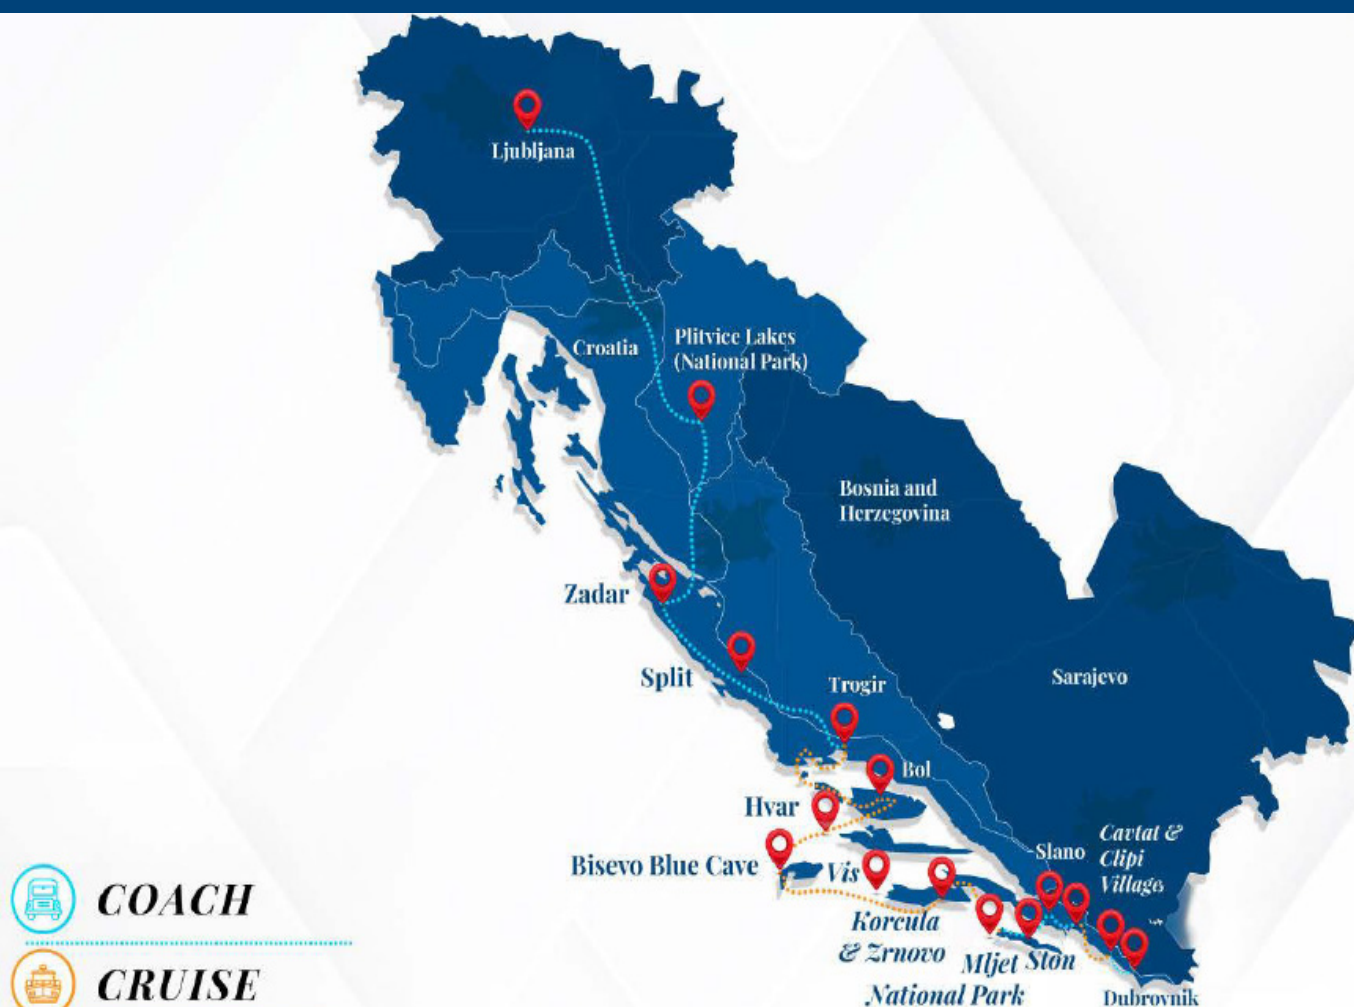 Ljubljana
Croatia
Plitvice Lakes
(National Park)
Bosnia and
Herzegovina
Zadar
Split
Trogir
Sarajevo
Bol
Hvar
Bisevo Blue Cave
Vis
Slano
Cavtat &
Clipi
Village
Korcula
& Zrnovo
Mljet Ston
National Park
Dubrovnik
COACH
CRUISE